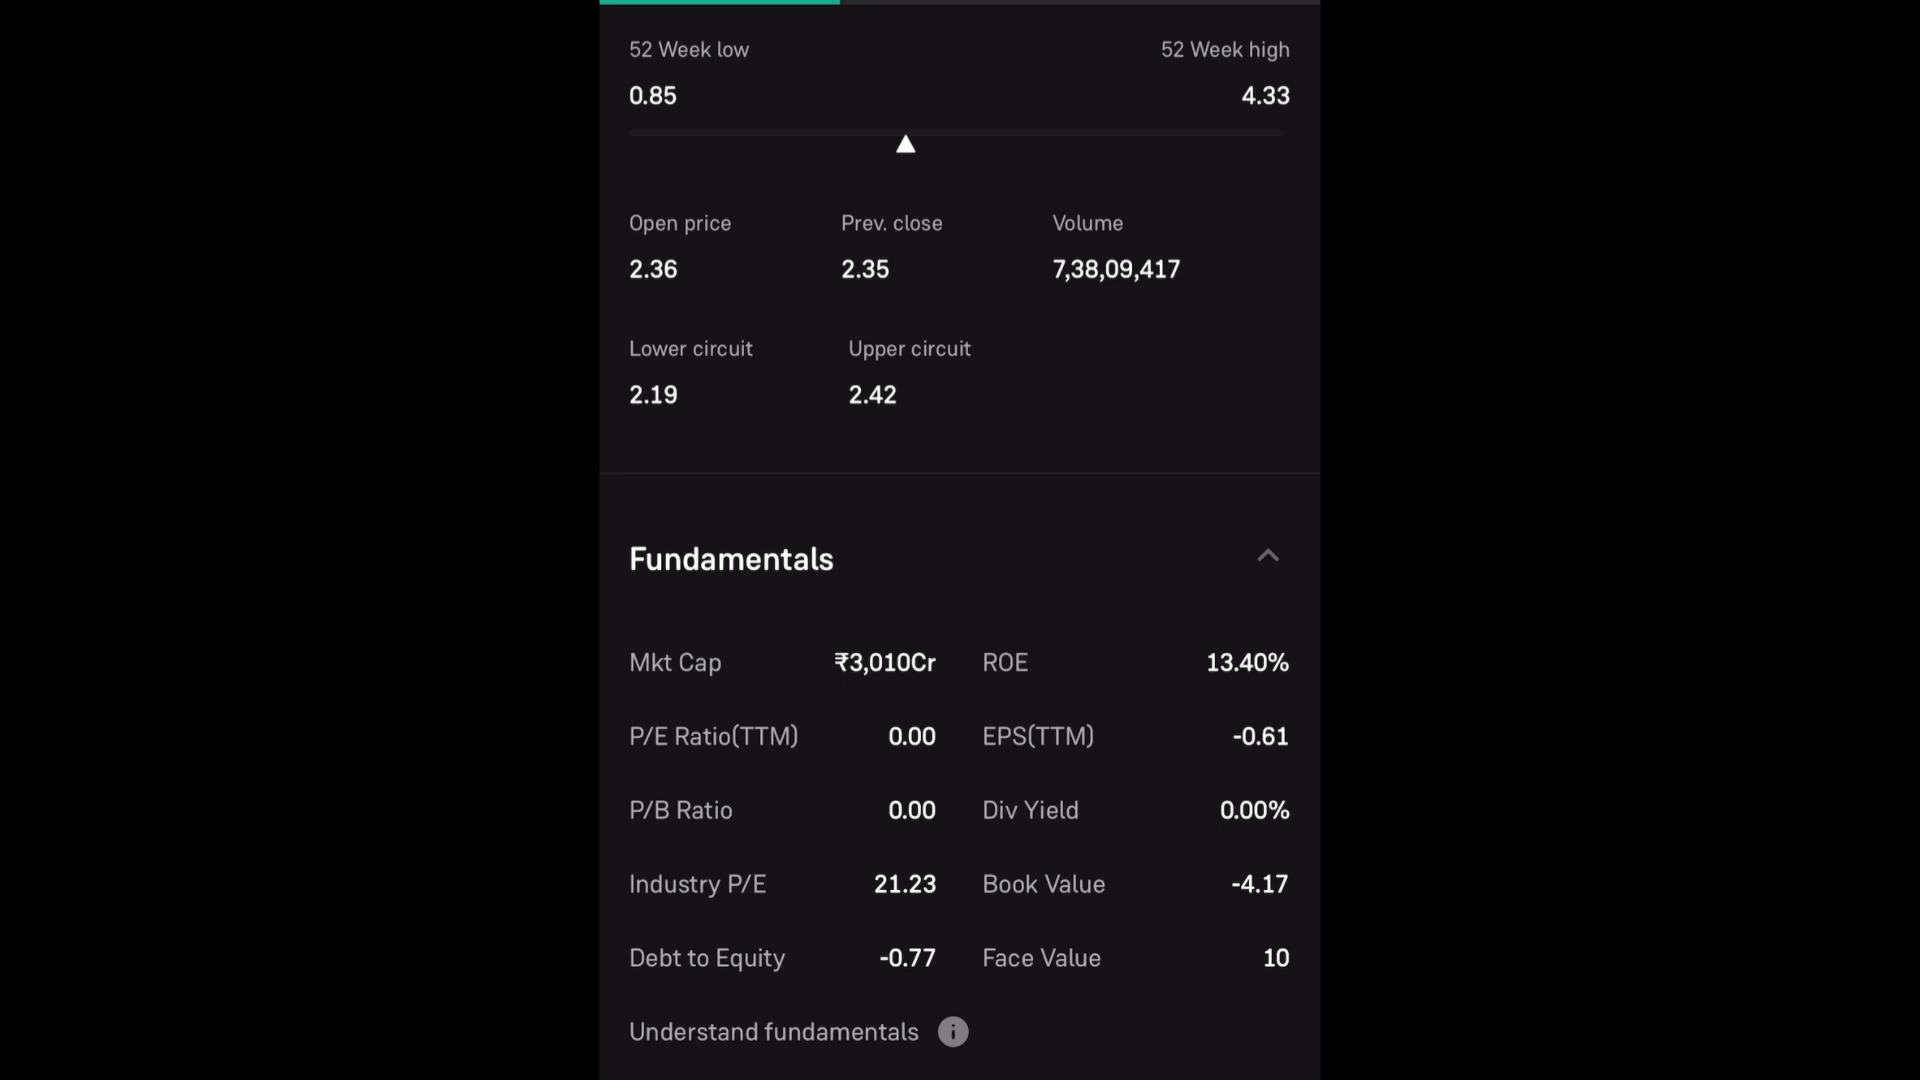 52 Week low 52 Week high
0.85 4.33
Open price Prev. close Volume
2.36 2.35 7,38,09,417
Lower circuit Upper circuit
2.19 2.42
Fundamentals
Mkt Cap ₹3,010Cr ROE 13.40%
P/E Ratio(TTM) 0.00 EPS(TTM) -0.61
P/B Ratio 0.00 Div Yield 0.00%
Industry P/E 21.23 Book Value -4.17
Debt to Equity -0.77 Face Value 10
Understand fundamentals i